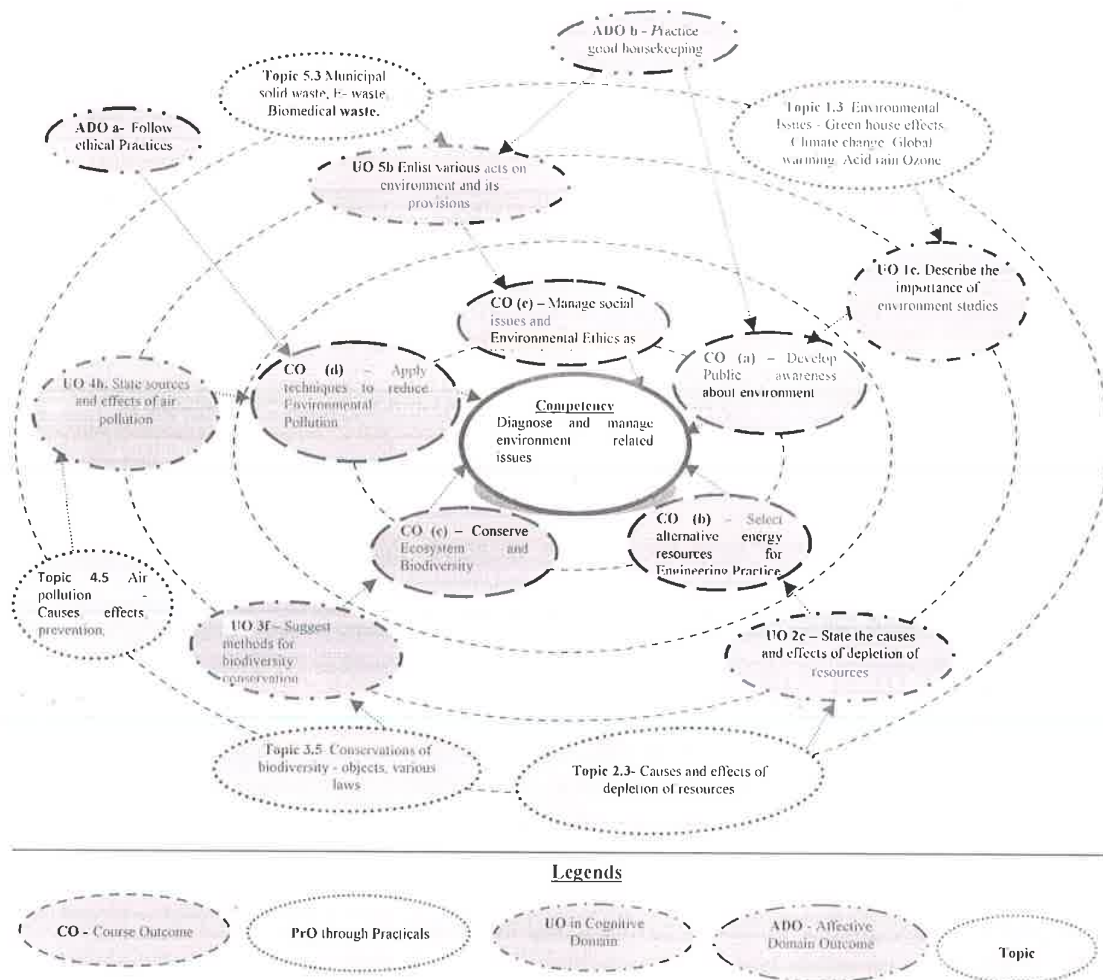 ADO b - Practice
good housekeeping
Topic 5.3 Municipal
solid waste, E- waste,
Biomedical waste.
Topic 1.3 Environmental
Issues - Green house effects,
Climate change, Global
warming, Acid rain Ozone
ADO a- Follow
ethical Practices
UO 5b Enlist various acts on
environment and its
provisions
UO 1c. Describe the
importance of
environment studies
CO (e) – Manage social
issues and
Environmental Ethics as
CO (a) – Develop
Public awareness
about environment
CO (d) – Apply
techniques to reduce
Environmental
Pollution
UO 4h. State sources
and effects of air
pollution
Competency
Diagnose and manage
environment related
issues
CO (c) – Conserve
Ecosystem and
Biodiversity
CO (b) – Select
alternative energy
resources for
Engineering Practice
Topic 4.5 Air
pollution -
Causes, effects,
prevention,
UO 3f – Suggest
methods for
biodiversity
conservation
UO 2c – State the causes
and effects of depletion of
resources
Topic 3.5 Conservations of
biodiversity - objects, various
laws
Topic 2.3- Causes and effects of
depletion of resources
Legends
CO - Course Outcome
PrO through Practicals
UO in Cognitive
Domain
ADO - Affective
Domain Outcome
Topic